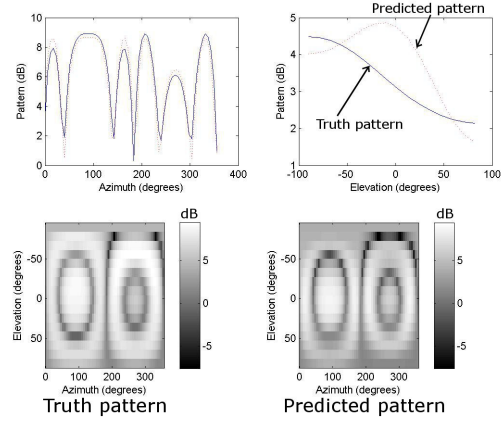 Predicted pattern
10
8
6
4
2
0
Pattern (dB)
0 100 200 300 400
Azimuth (degrees)
5
4
3
2
1
Pattern (dB)
Truth pattern
-100 -50 0 50 100
Elevation (degrees)
dB
-50
0
50
Elevation (degrees)
5
0
-5
0 100 200 300
Azimuth (degrees)
Truth pattern
dB
-50
0
50
Elevation (degrees)
5
0
-5
0 100 200 300
Azimuth (degrees)
Predicted pattern